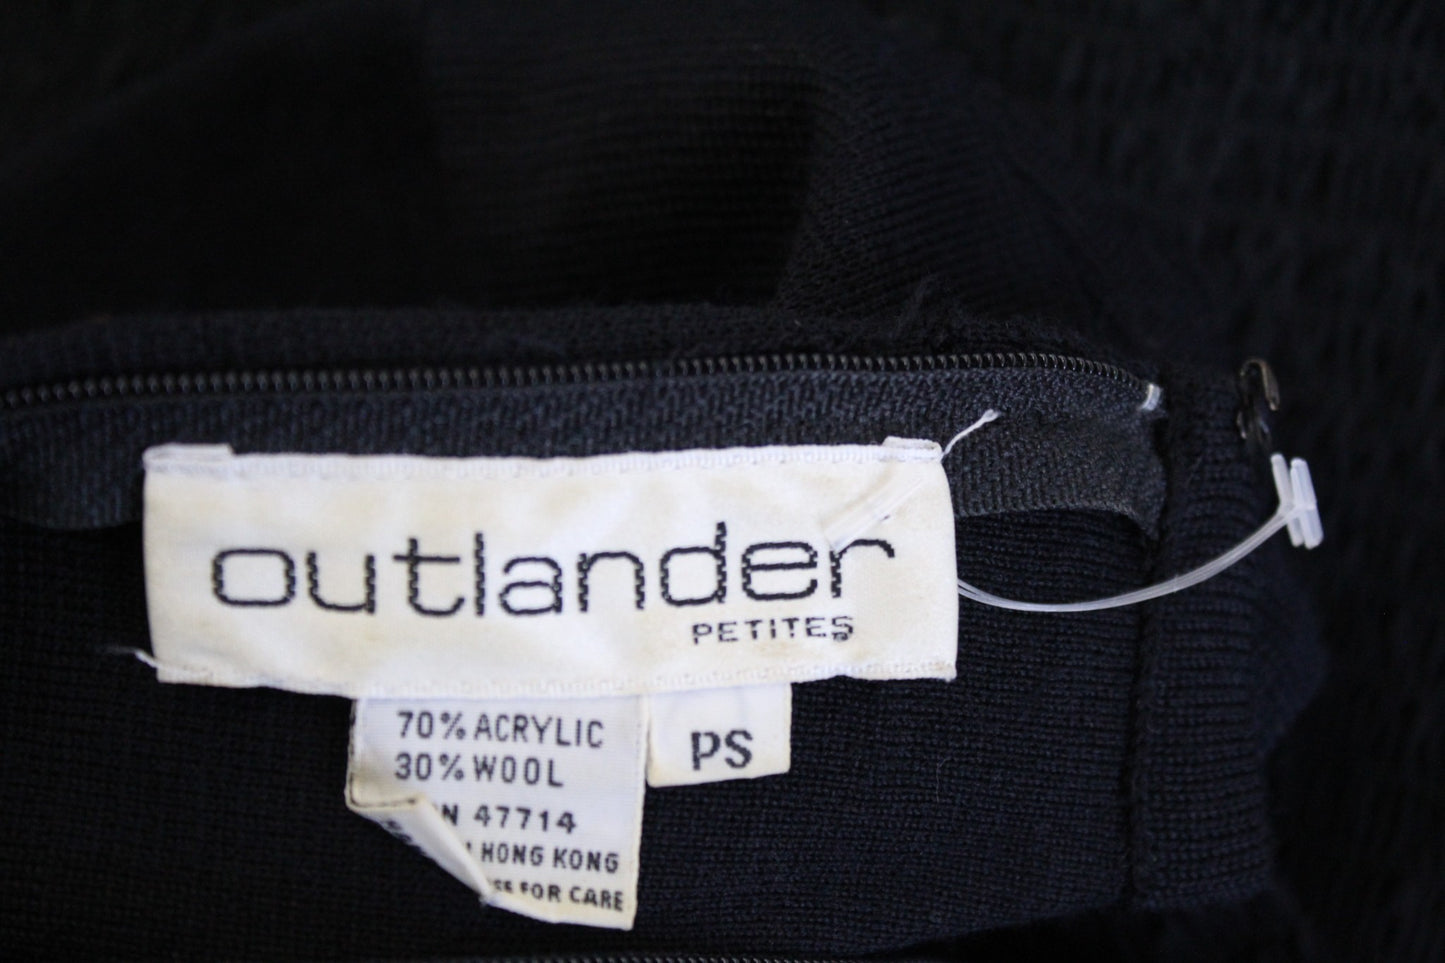 outlander
PETITES
70% ACRYLIC
30% WOOL
PS
47714
HONG KONG
FOR CARE